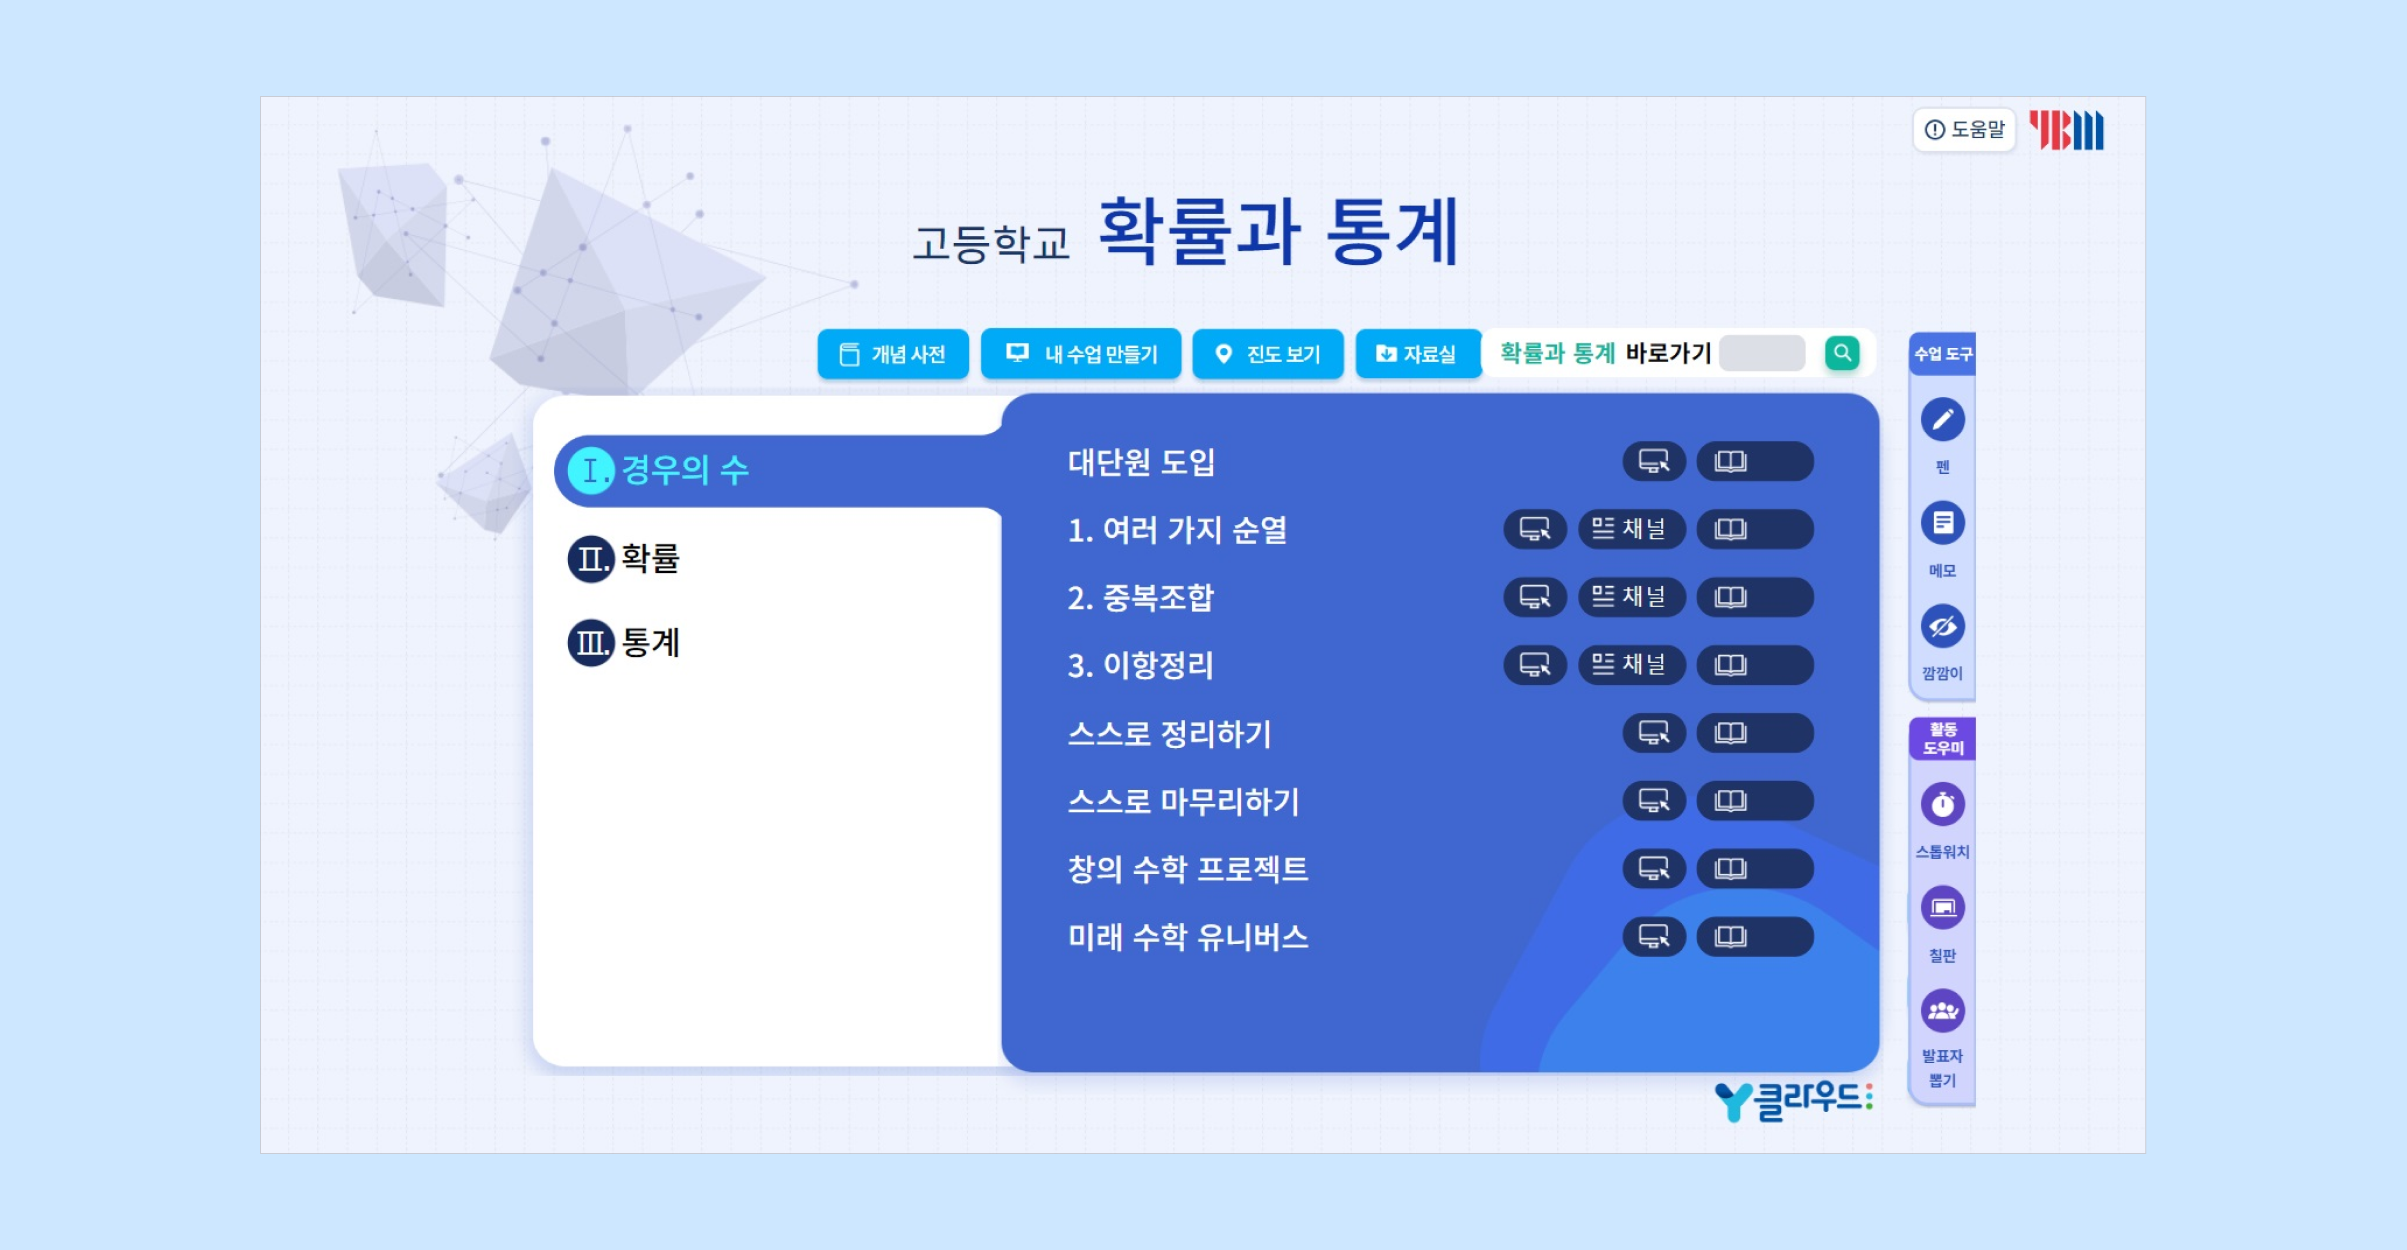 도움말
YBM
고등학교 확률과 통계
개념 사전
내 수업 만들기
진도 보기
자료실
확률과 통계 바로가기
Ⅰ. 경우의 수
Ⅱ. 확률
Ⅲ. 통계
대단원 도입
1. 여러 가지 순열
채널
2. 중복조합
채널
3. 이항정리
채널
스스로 정리하기
스스로 마무리하기
창의 수학 프로젝트
미래 수학 유니버스
Y클라우드
수업 도구
펜
메모
깜깜이
활동
도우미
스톱워치
칠판
발표자
뽑기